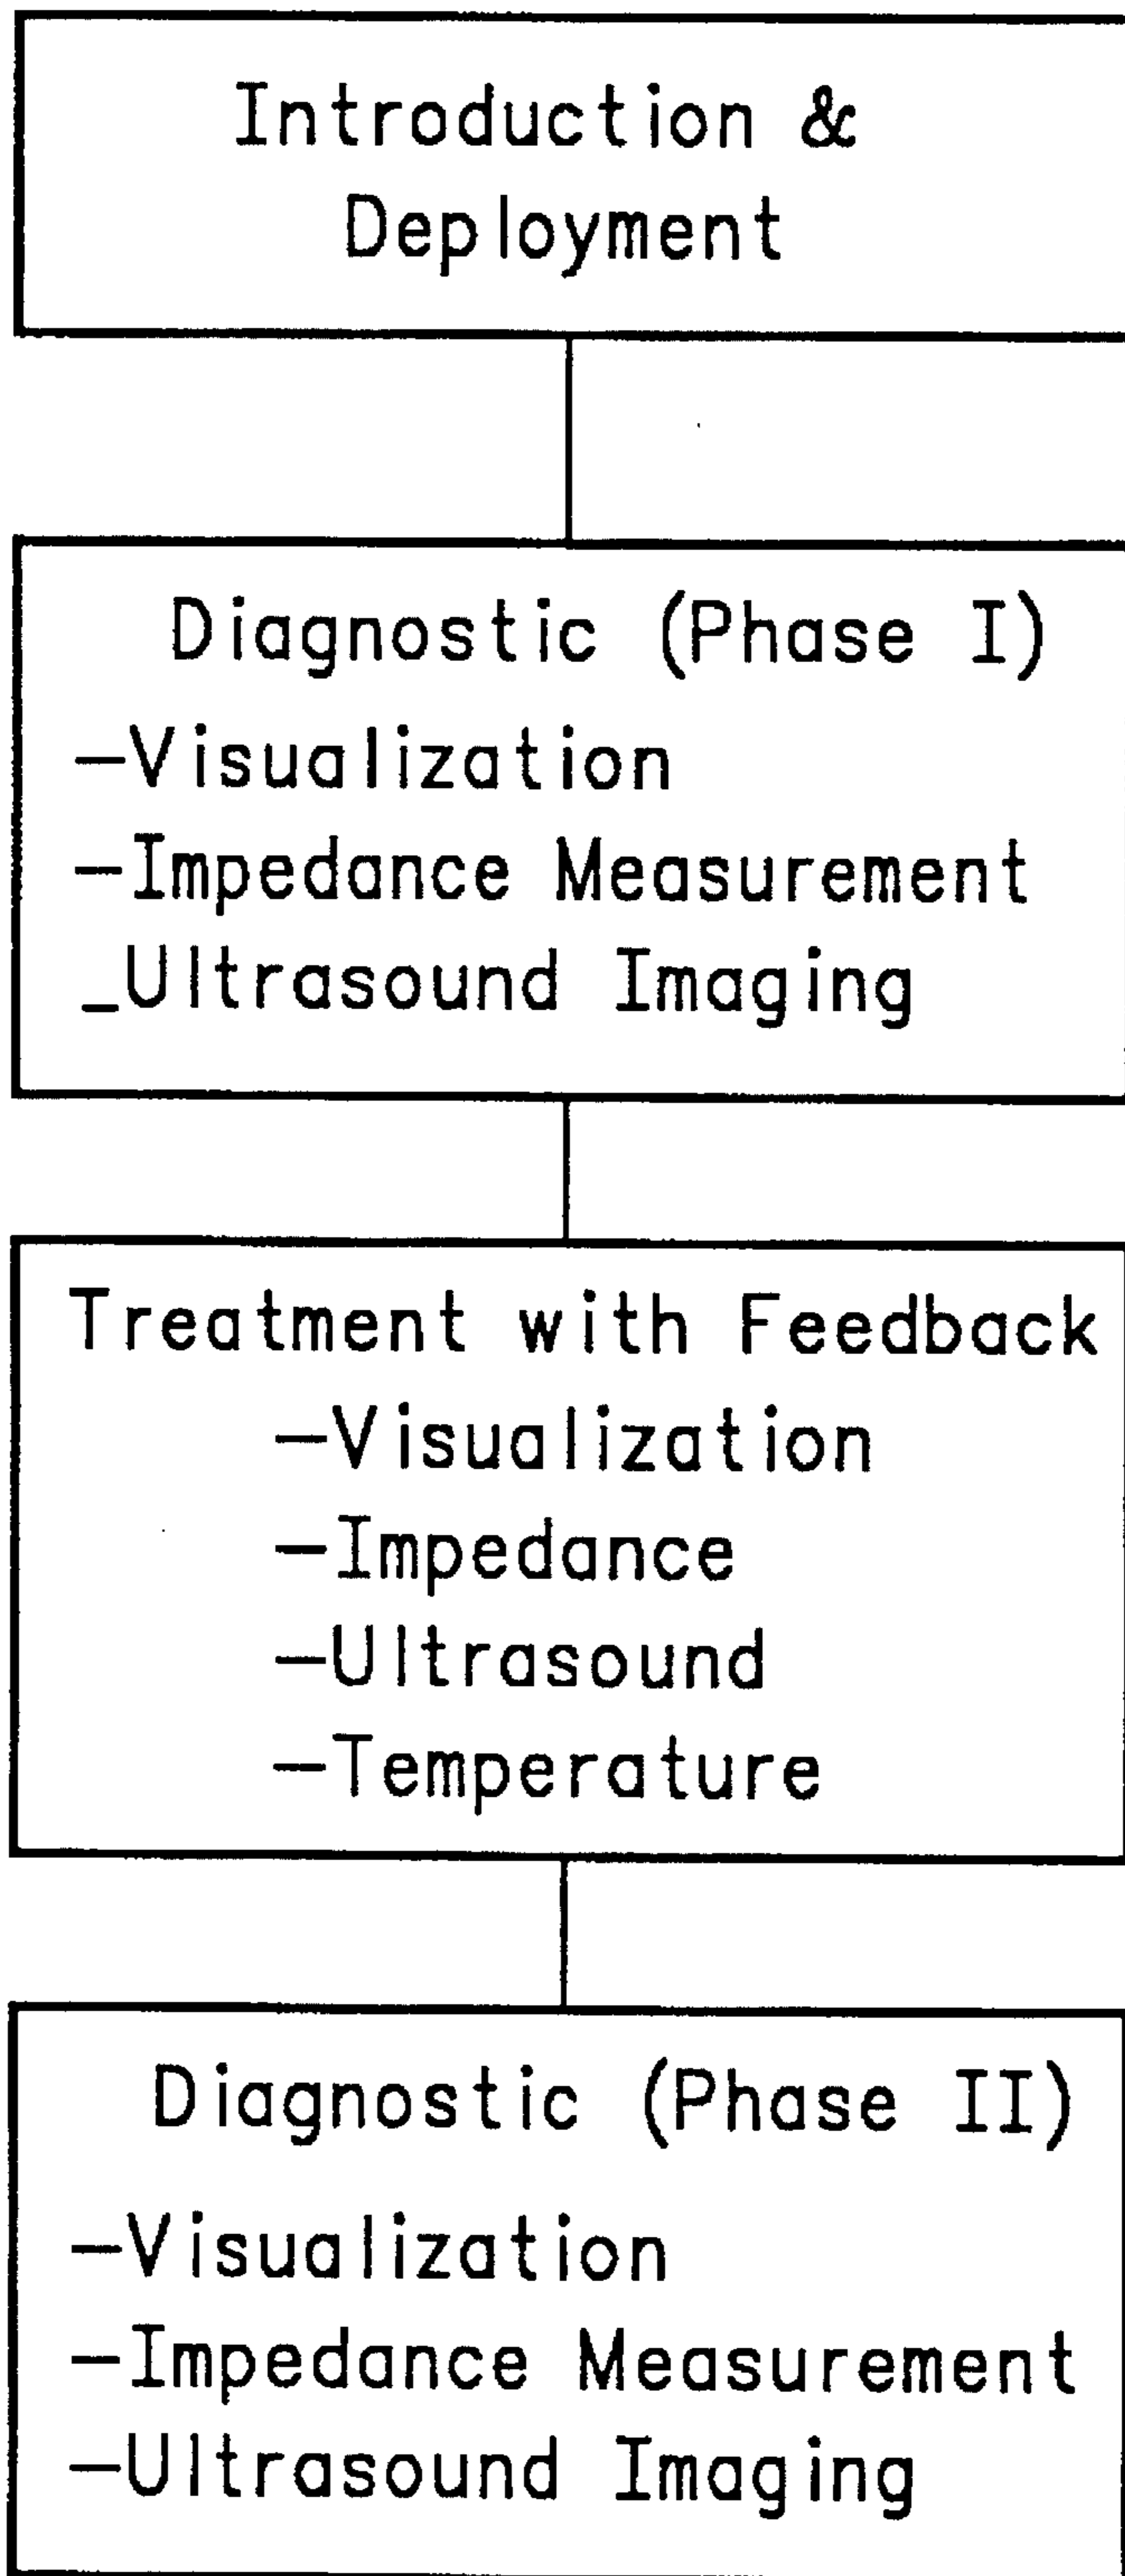 Introduction &
Deployment
Diagnostic (Phase I)
–Visualization
–Impedance Measurement
_Ultrasound Imaging
Treatment with Feedback
–Visualization
–Impedance
–Ultrasound
–Temperature
Diagnostic (Phase II)
–Visualization
–Impedance Measurement
–Ultrasound Imaging